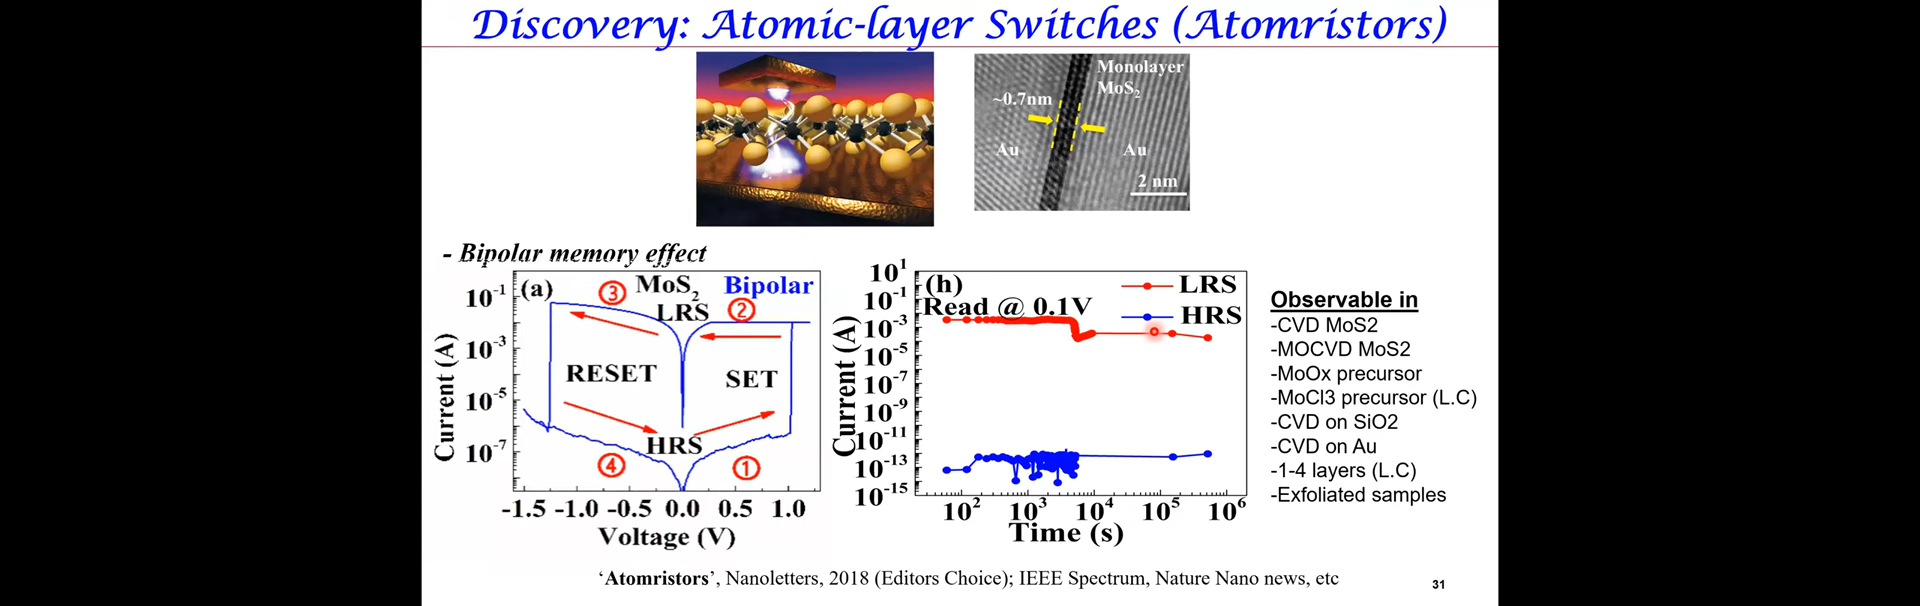 Discovery: Atomic-layer Switches (Atomristors)
Monolayer
MoS2
~0.7nm
Au
Au
2 nm
- Bipolar memory effect
(a)
MoS2
Bipolar
③
LRS
②
RESET
SET
HRS
④
①
10-1
10-3
10-5
10-7
Current (A)
-1.5 -1.0 -0.5 0.0 0.5 1.0
Voltage (V)
(h)
LRS
Read @ 0.1V
HRS
101
10-1
10-3
10-5
10-7
10-9
10-11
10-13
10-15
Current (A)
102 103 104 105 106
Time (s)
Observable in
-CVD MoS2
-MOCVD MoS2
-MoOx precursor
-MoCl3 precursor (L.C)
-CVD on SiO2
-CVD on Au
-1-4 layers (L.C)
-Exfoliated samples
‘Atomristors’, Nanoletters, 2018 (Editors Choice); IEEE Spectrum, Nature Nano news, etc
31